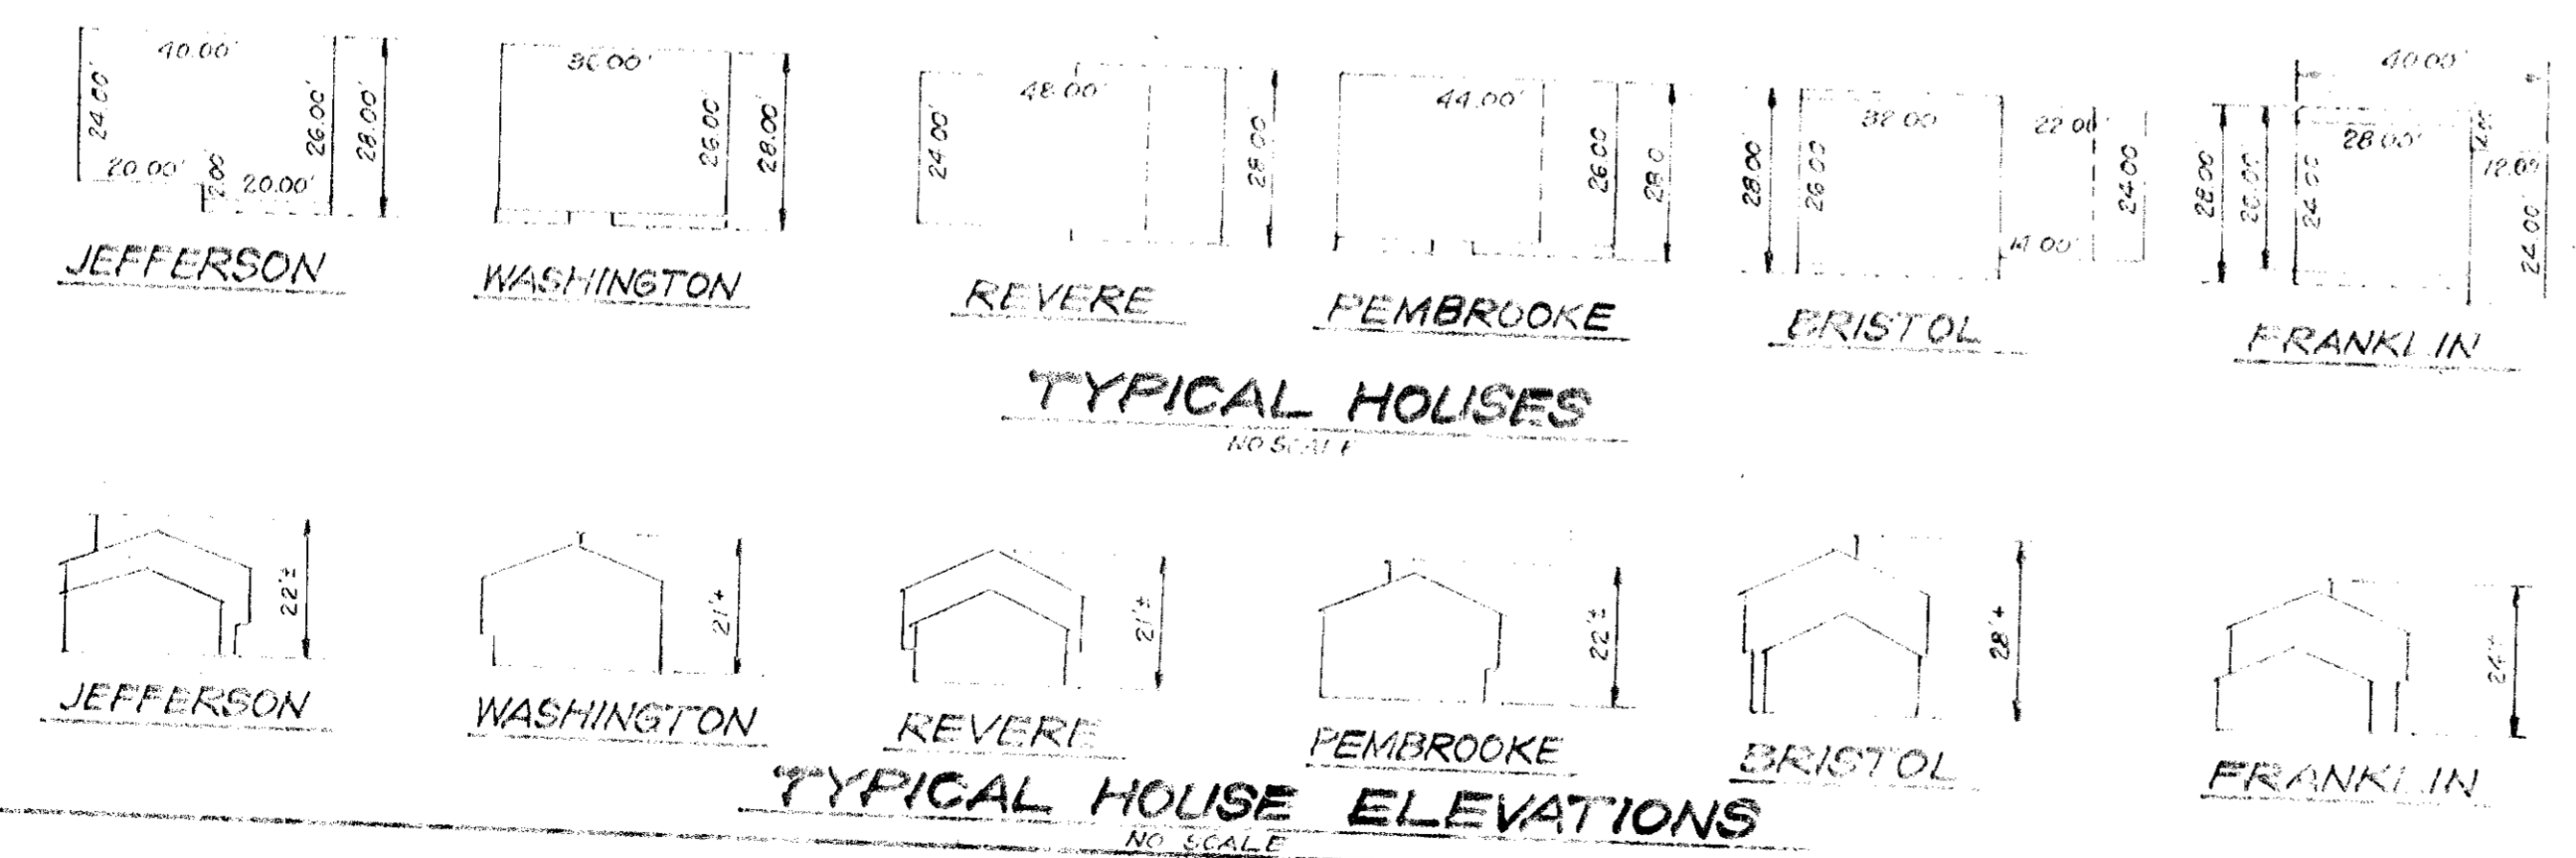 40.00'
24.00'
26.00'
28.00'
20.00'
2.00
20.00'
JEFFERSON
26.00'
28.00'
WASHINGTON
48.00'
24.00'
28.00'
REVERE
44.00'
26.00
28.0
PEMBROOKE
28.00'
26.00
32.00
22.00'
24.00
14.00'
BRISTOL
40.00'
28.00
24.00
28.00'
12.00
24.00'
FRANKLIN
TYPICAL HOUSES
NO SCALE
22'±
JEFFERSON
21'±
WASHINGTON
21'±
REVERE
22'±
PEMBROOKE
28'±
BRISTOL
24'±
FRANKLIN
TYPICAL HOUSE ELEVATIONS
NO SCALE